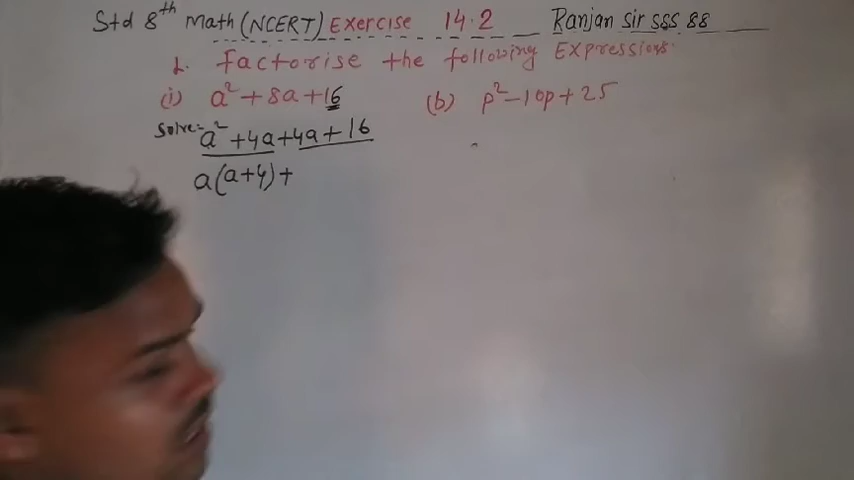 Std 8th Math (NCERT) Exercise 14.2 Ranjan sir sss 88
1. Factorise the following Expressions.
(i) a² + 8a + 16 (b) p² - 10p + 25
Solve:- a² + 4a + 4a + 16
a(a+4) +